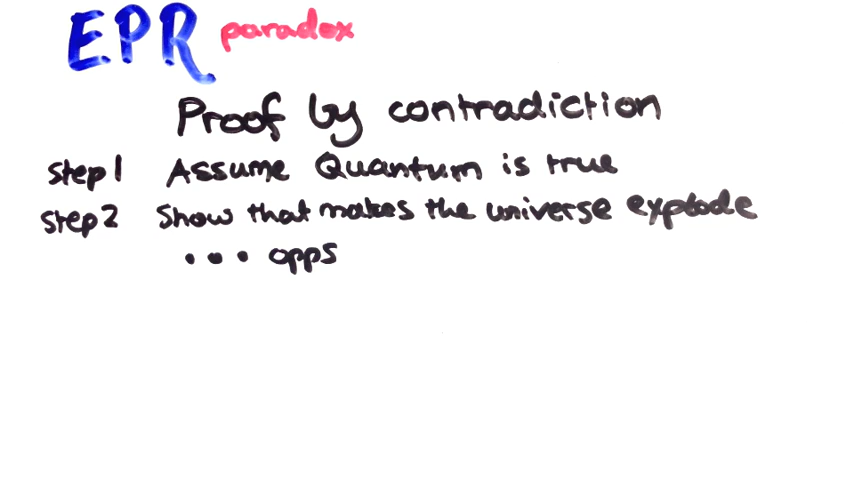 EPR paradox
Proof by contradiction
step 1 Assume Quantum is true
step 2 Show that makes the universe explode
... opps